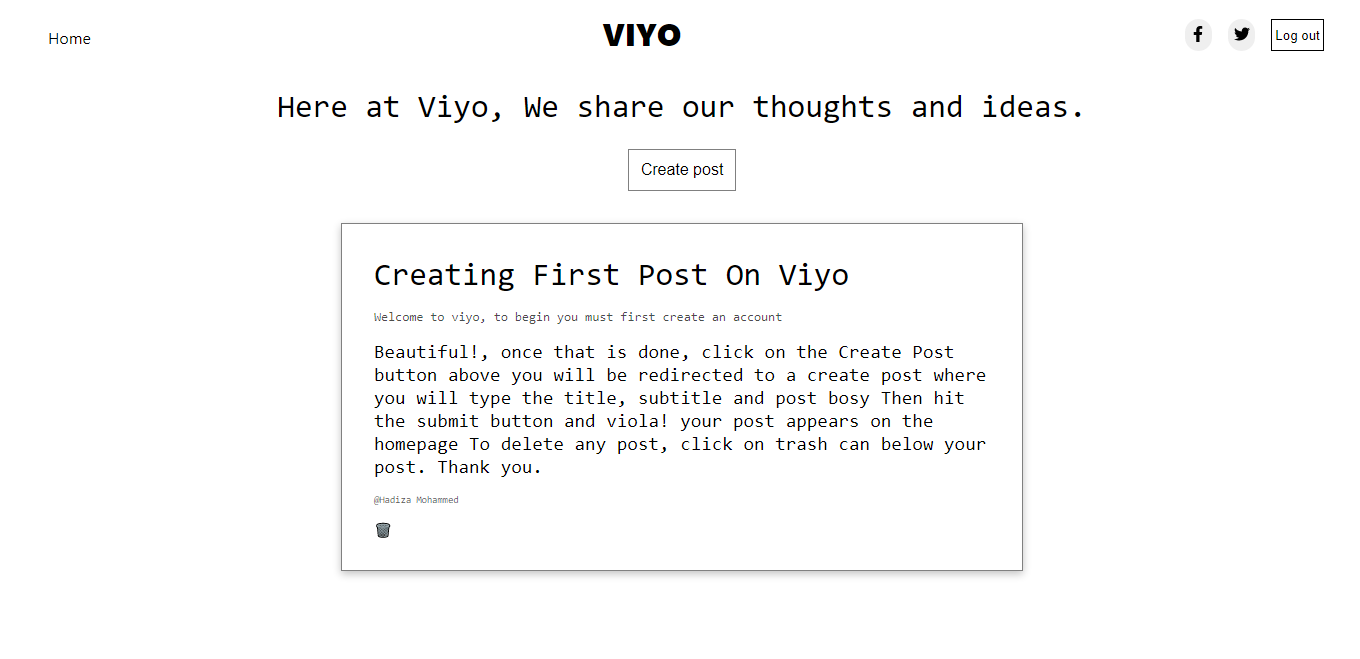 Home
VIYO
Log out
Here at Viyo, We share our thoughts and ideas.
Create post
Creating First Post On Viyo
Welcome to viyo, to begin you must first create an account
Beautiful!, once that is done, click on the Create Post
button above you will be redirected to a create post where
you will type the title, subtitle and post bosy Then hit
the submit button and viola! your post appears on the
homepage To delete any post, click on trash can below your
post. Thank you.
@Hadiza Mohammed